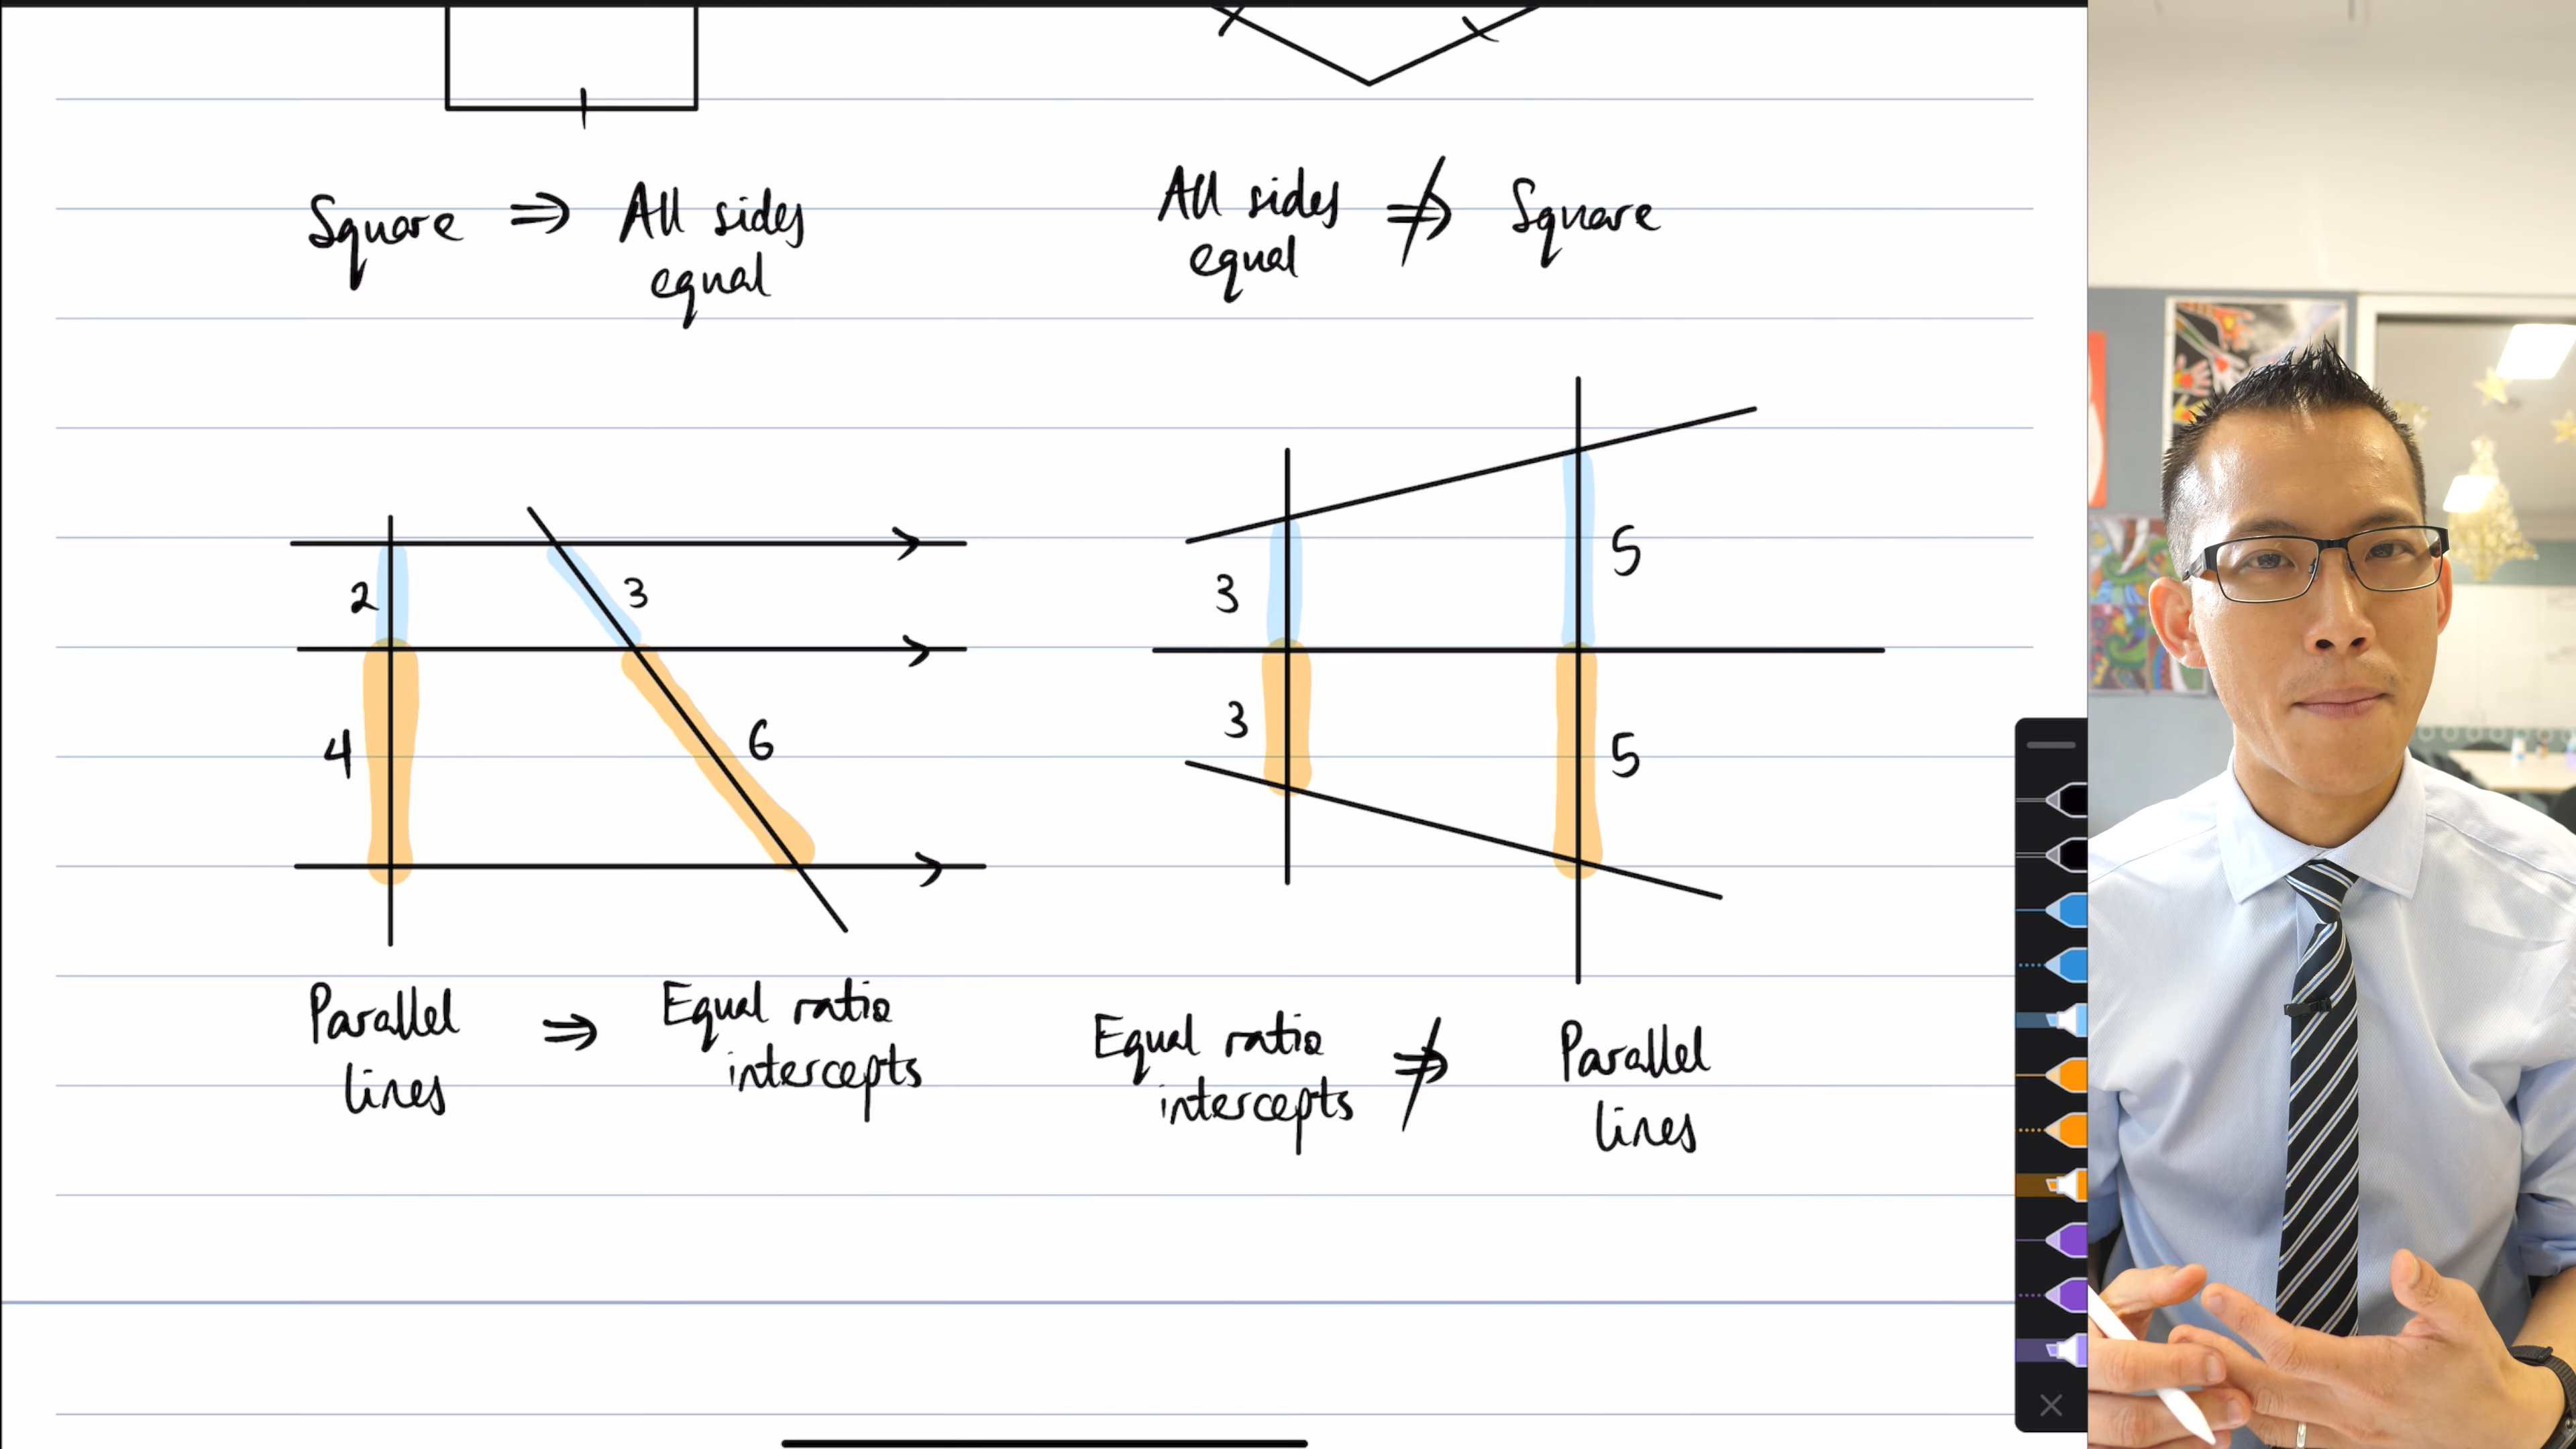 Square ⇒ All sides
equal
All sides ⇏ Square
equal
2
3
4
6
3
5
3
5
Parallel ⇒ Equal ratio
lines intercepts
Equal ratio ⇏ Parallel
intercepts lines